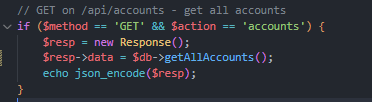 // GET on /api/accounts - get all accounts
if ($method == 'GET' && $action == 'accounts') {
    $resp = new Response();
    $resp->data = $db->getAllAccounts();
    echo json_encode($resp);
}